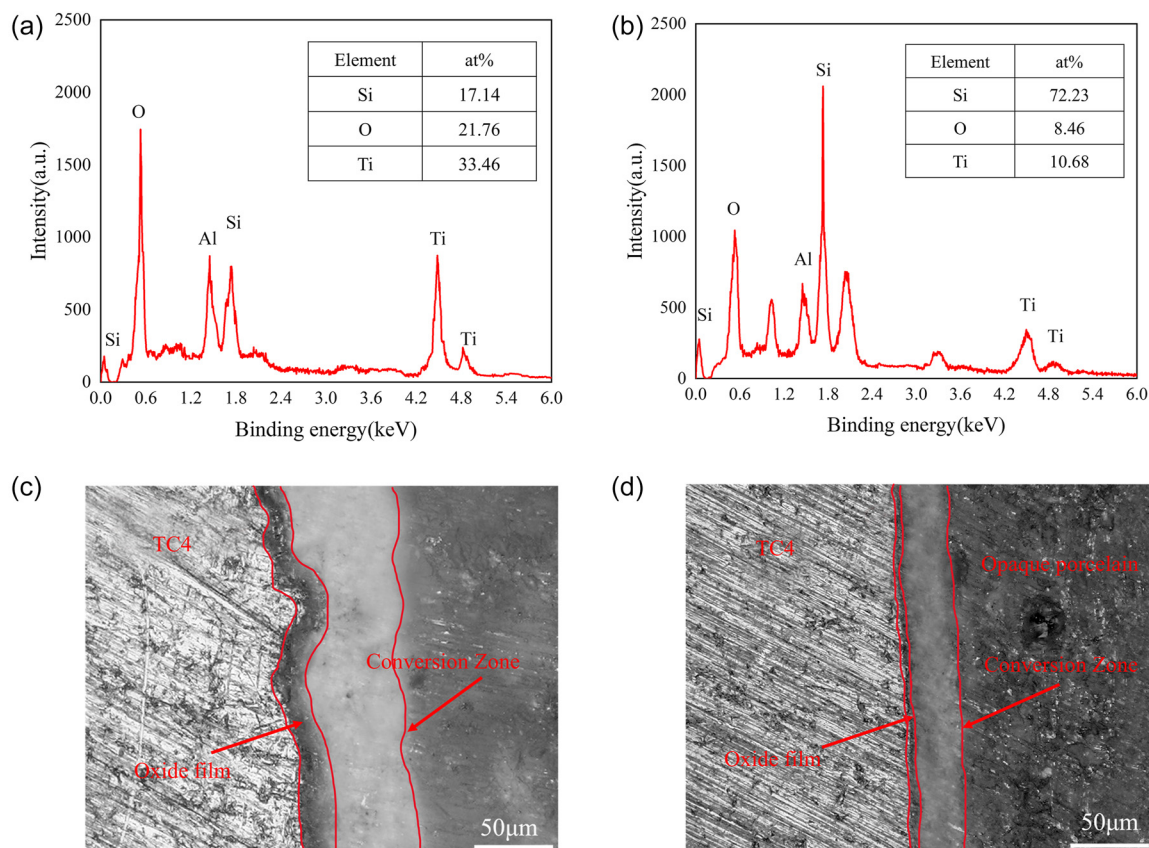 (a)
2500
2000
1500
1000
500
0
Intensity(a.u.)
Element at%
Si 17.14
O 21.76
Ti 33.46
O
Al
Si
Ti
Ti
Si
0.0 0.6 1.2 1.8 2.4 3.0 3.6 4.2 4.8 5.4 6.0
Binding energy(keV)
(b)
2500
2000
1500
1000
500
0
Intensity(a.u.)
Element at%
Si 72.23
O 8.46
Ti 10.68
Si
O
Al
Si
Ti
Ti
0.0 0.6 1.2 1.8 2.4 3.0 3.6 4.2 4.8 5.4 6.0
Binding energy(keV)
(c)
TC4
Conversion Zone
Oxide film
50μm
(d)
TC4
Opaque porcelain
Conversion Zone
Oxide film
50μm